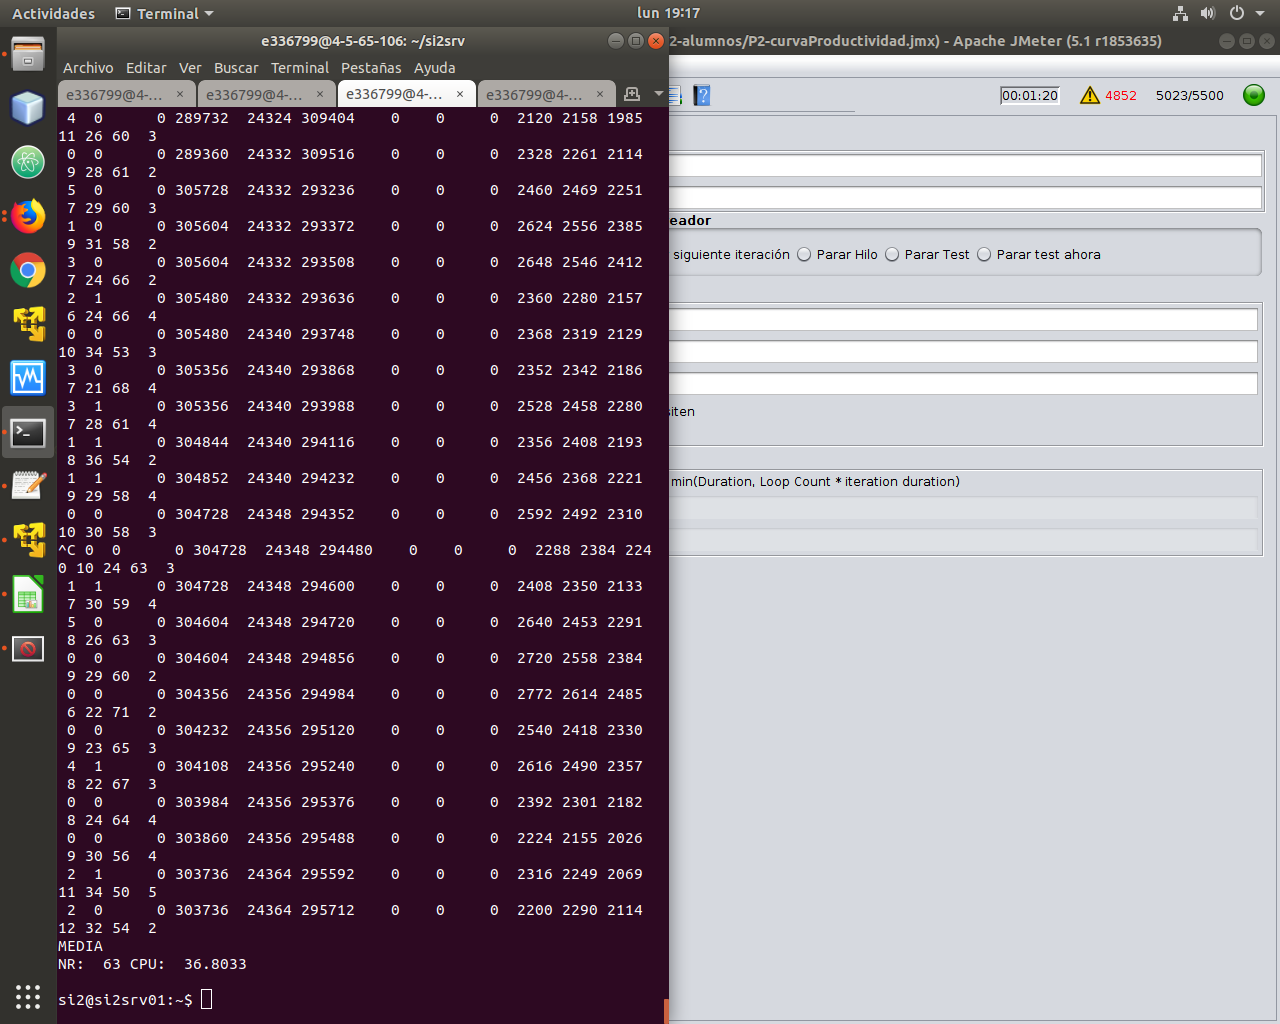 Actividades Terminal lun 19:17
e336799@4-5-65-106: ~/si2srv
2-alumnos/P2-curvaProductividad.jmx) - Apache JMeter (5.1 r1853635)
Archivo Editar Ver Buscar Terminal Pestañas Ayuda
e336799@4-... × e336799@4-... × e336799@4-... × e336799@4-... ×
00:01:20 4852 5023/5500
4 0 0 289732 24324 309404 0 0 0 2120 2158 1985
11 26 60 3
0 0 0 289360 24332 309516 0 0 0 2328 2261 2114
9 28 61 2
5 0 0 305728 24332 293236 0 0 0 2460 2469 2251
7 29 60 3
1 0 0 305604 24332 293372 0 0 0 2624 2556 2385
9 31 58 2
3 0 0 305604 24332 293508 0 0 0 2648 2546 2412
7 24 66 2
2 1 0 305480 24332 293636 0 0 0 2360 2280 2157
6 24 66 4
0 0 0 305480 24340 293748 0 0 0 2368 2319 2129
10 34 53 3
3 0 0 305356 24340 293868 0 0 0 2352 2342 2186
7 21 68 4
3 1 0 305356 24340 293988 0 0 0 2528 2458 2280
7 28 61 4
1 1 0 304844 24340 294116 0 0 0 2356 2408 2193
8 36 54 2
1 1 0 304852 24340 294232 0 0 0 2456 2368 2221
9 29 58 4
0 0 0 304728 24348 294352 0 0 0 2592 2492 2310
10 30 58 3
^C 0 0 0 304728 24348 294480 0 0 0 2288 2384 224
0 10 24 63 3
1 1 0 304728 24348 294600 0 0 0 2408 2350 2133
7 30 59 4
5 0 0 304604 24348 294720 0 0 0 2640 2453 2291
8 26 63 3
0 0 0 304604 24348 294856 0 0 0 2720 2558 2384
9 29 60 2
0 0 0 304356 24356 294984 0 0 0 2772 2614 2485
6 22 71 2
0 0 0 304232 24356 295120 0 0 0 2540 2418 2330
9 23 65 3
4 1 0 304108 24356 295240 0 0 0 2616 2490 2357
8 22 67 3
0 0 0 303984 24356 295376 0 0 0 2392 2301 2182
8 24 64 4
0 0 0 303860 24356 295488 0 0 0 2224 2155 2026
9 30 56 4
2 1 0 303736 24364 295592 0 0 0 2316 2249 2069
11 34 50 5
2 0 0 303736 24364 295712 0 0 0 2200 2290 2114
12 32 54 2
MEDIA
NR: 63 CPU: 36.8033
si2@si2srv01:~$
eador
siguiente iteración Parar Hilo Parar Test Parar test ahora
siten
min(Duration, Loop Count * iteration duration)